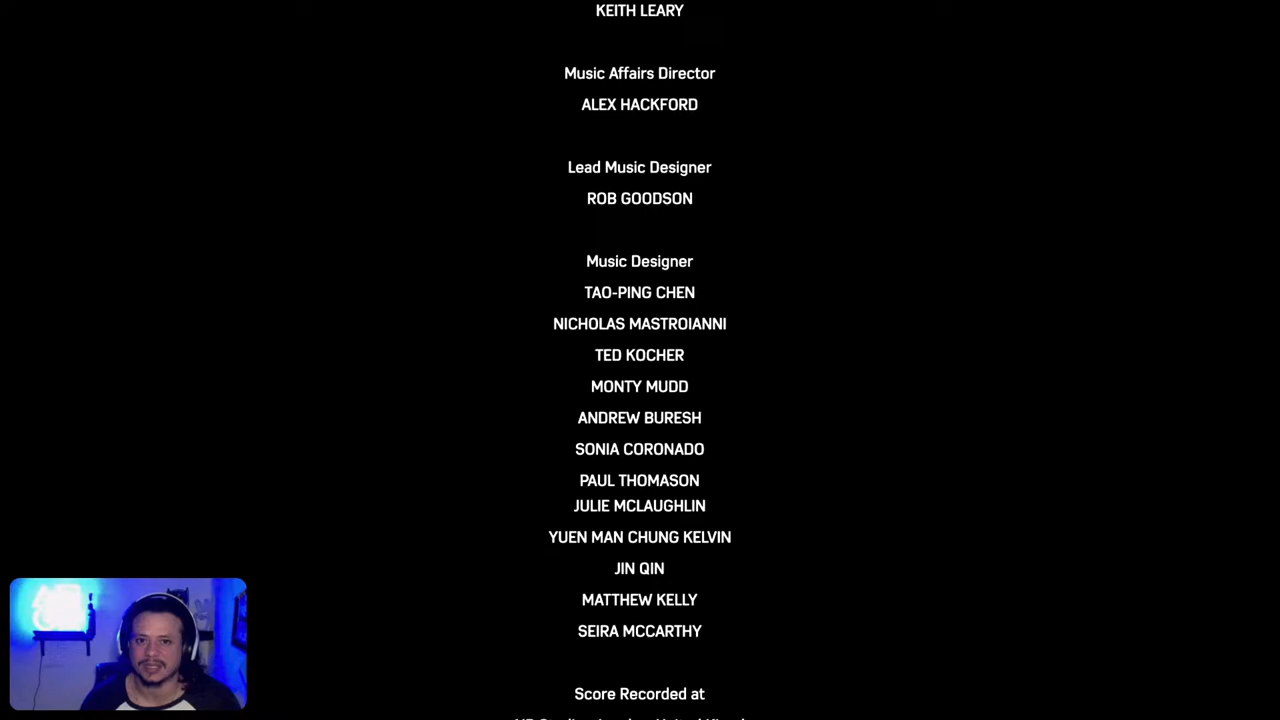 KEITH LEARY
Music Affairs Director
ALEX HACKFORD
Lead Music Designer
ROB GOODSON
Music Designer
TAO-PING CHEN
NICHOLAS MASTROIANNI
TED KOCHER
MONTY MUDD
ANDREW BURESH
SONIA CORONADO
PAUL THOMASON
JULIE MCLAUGHLIN
YUEN MAN CHUNG KELVIN
JIN QIN
MATTHEW KELLY
SEIRA MCCARTHY
Score Recorded at